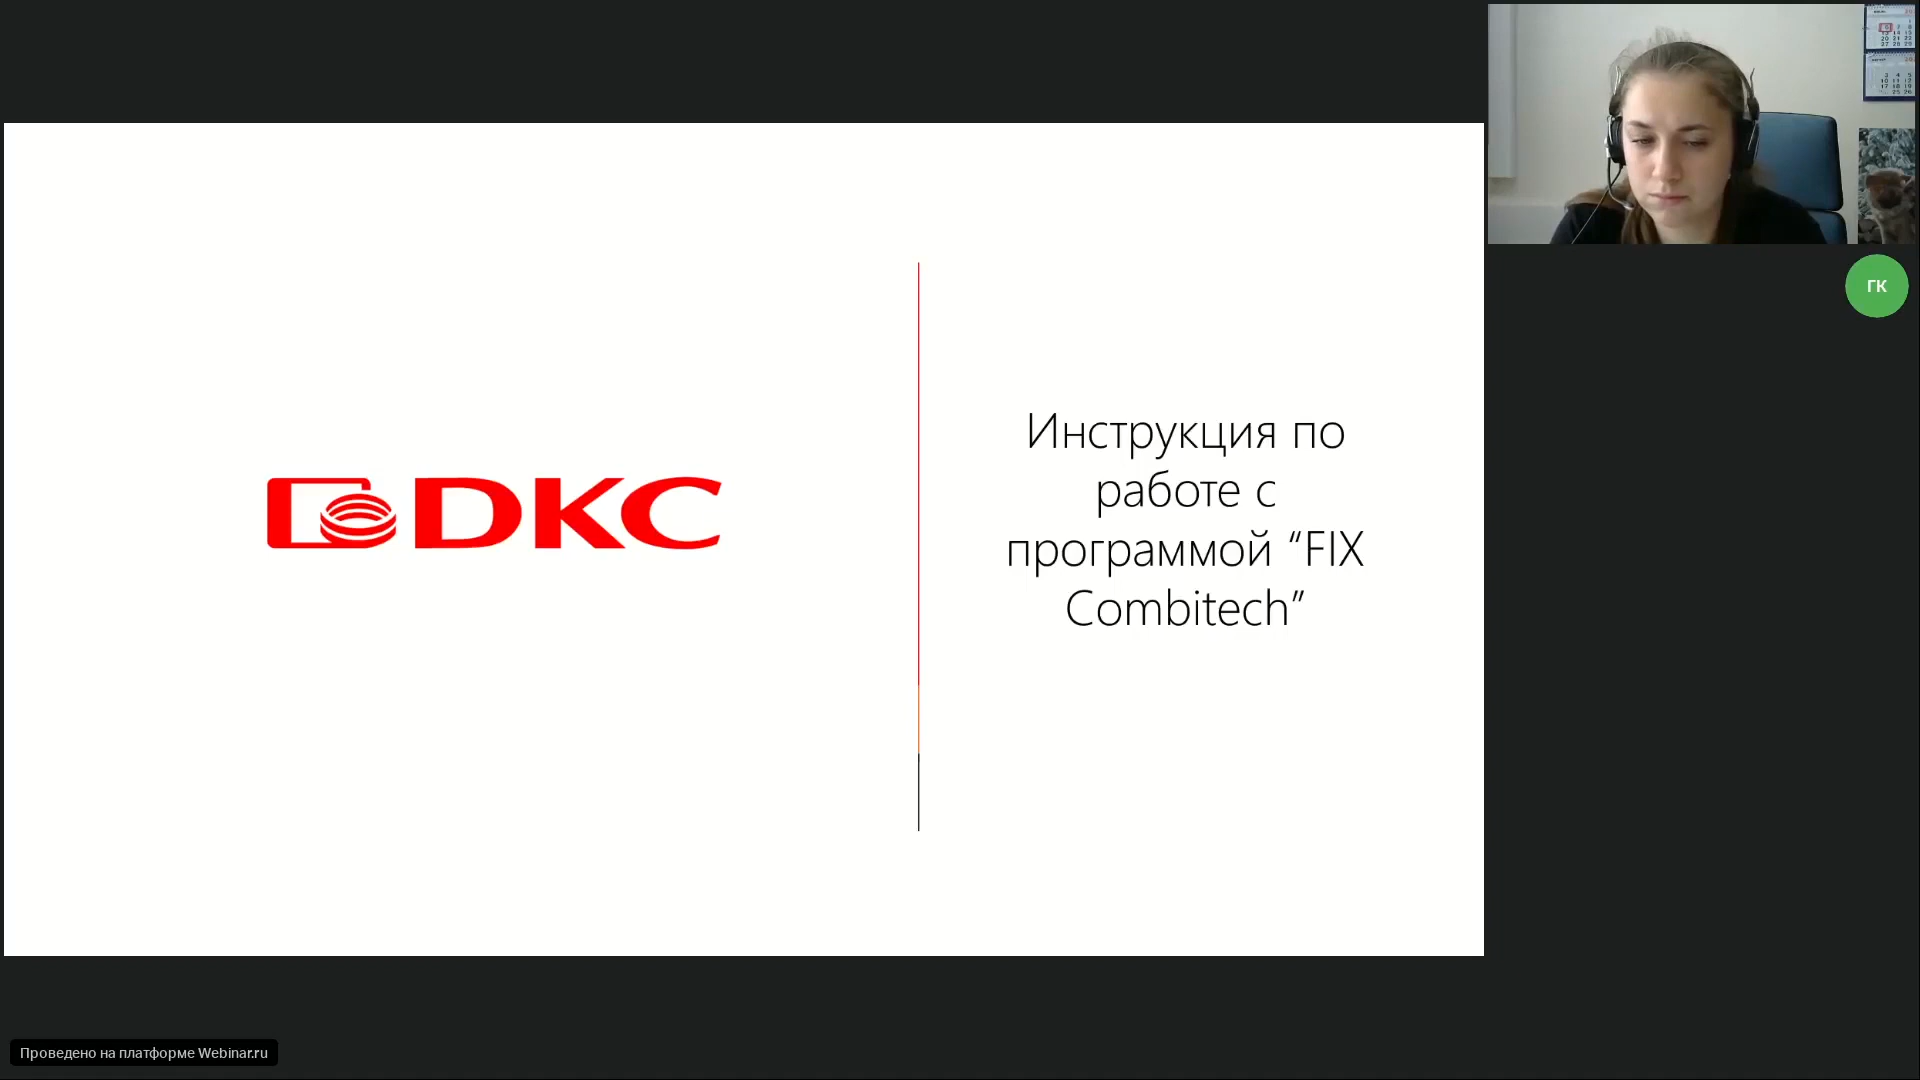 DKC
Инструкция по
работе с
программой “FIX
Combitech”
ГК
Проведено на платформе Webinar.ru